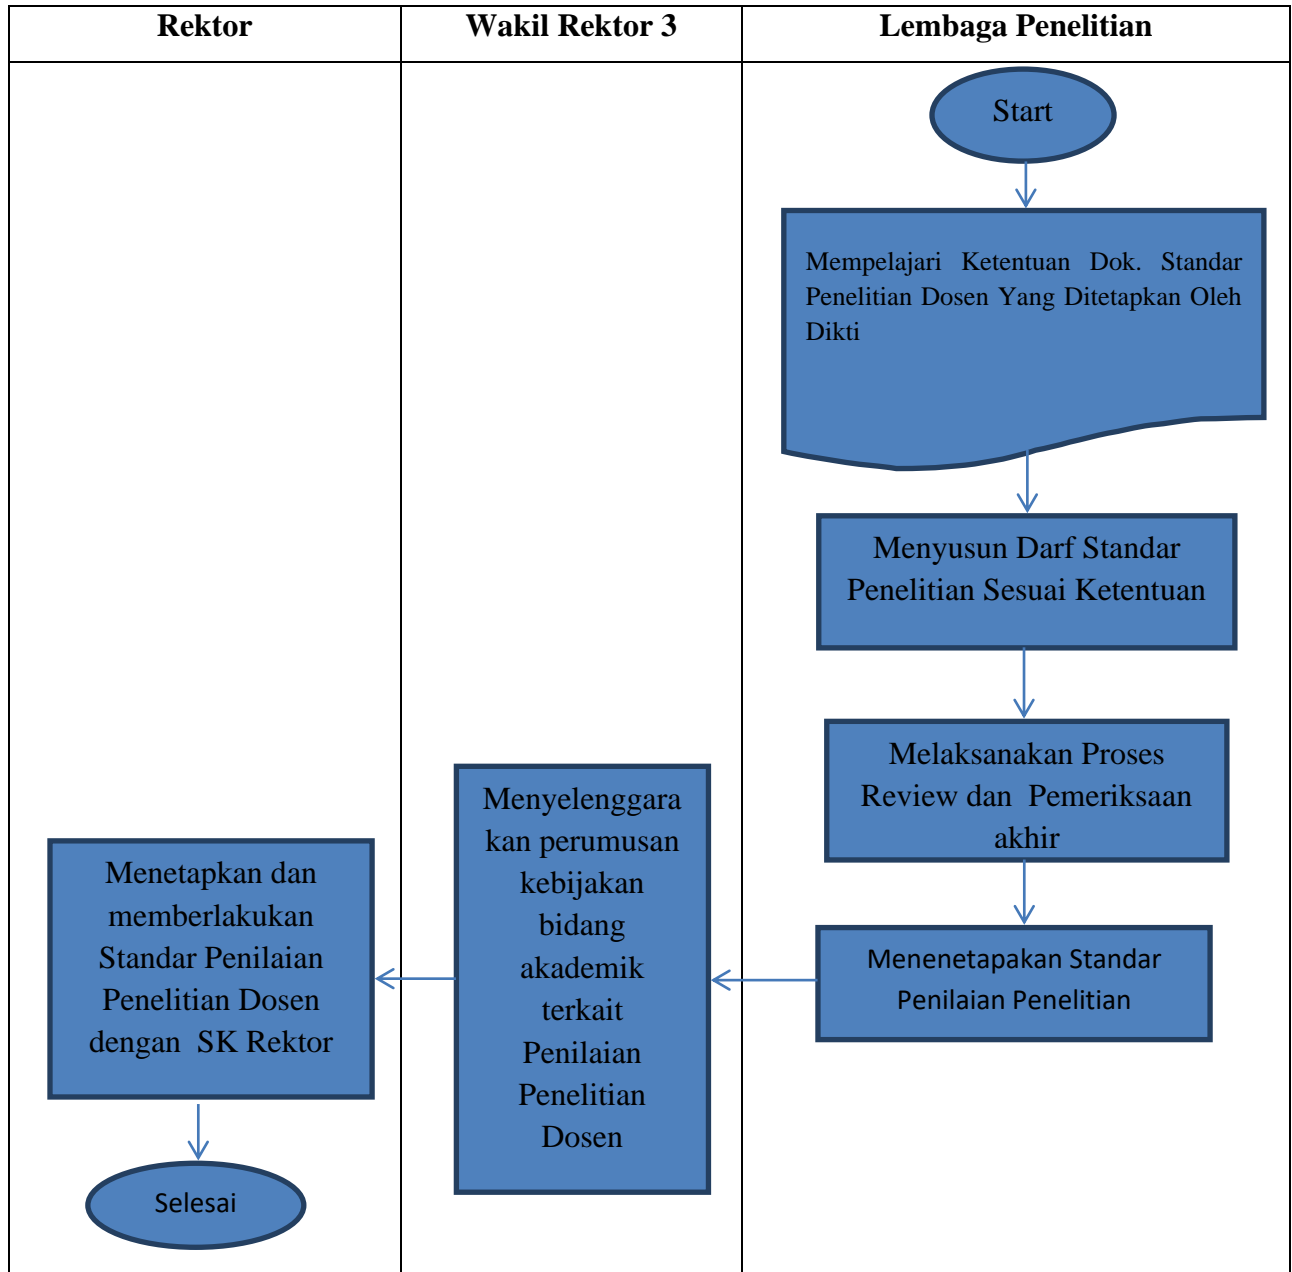 Rektor
Wakil Rektor 3
Lembaga Penelitian
Start
Mempelajari Ketentuan Dok. Standar
Penelitian Dosen Yang Ditetapkan Oleh
Dikti
Menyusun Darf Standar
Penelitian Sesuai Ketentuan
Melaksanakan Proses
Review dan Pemeriksaan
akhir
Menenetapakan Standar
Penilaian Penelitian
Menyelenggara
kan perumusan
kebijakan
bidang
akademik
terkait
Penilaian
Penelitian
Dosen
Menetapkan dan
memberlakukan
Standar Penilaian
Penelitian Dosen
dengan SK Rektor
Selesai